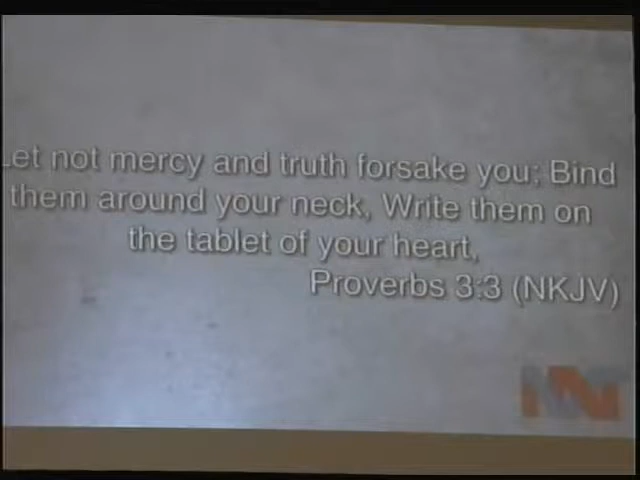 Let not mercy and truth forsake you; Bind
them around your neck, Write them on
the tablet of your heart,
Proverbs 3:3 (NKJV)